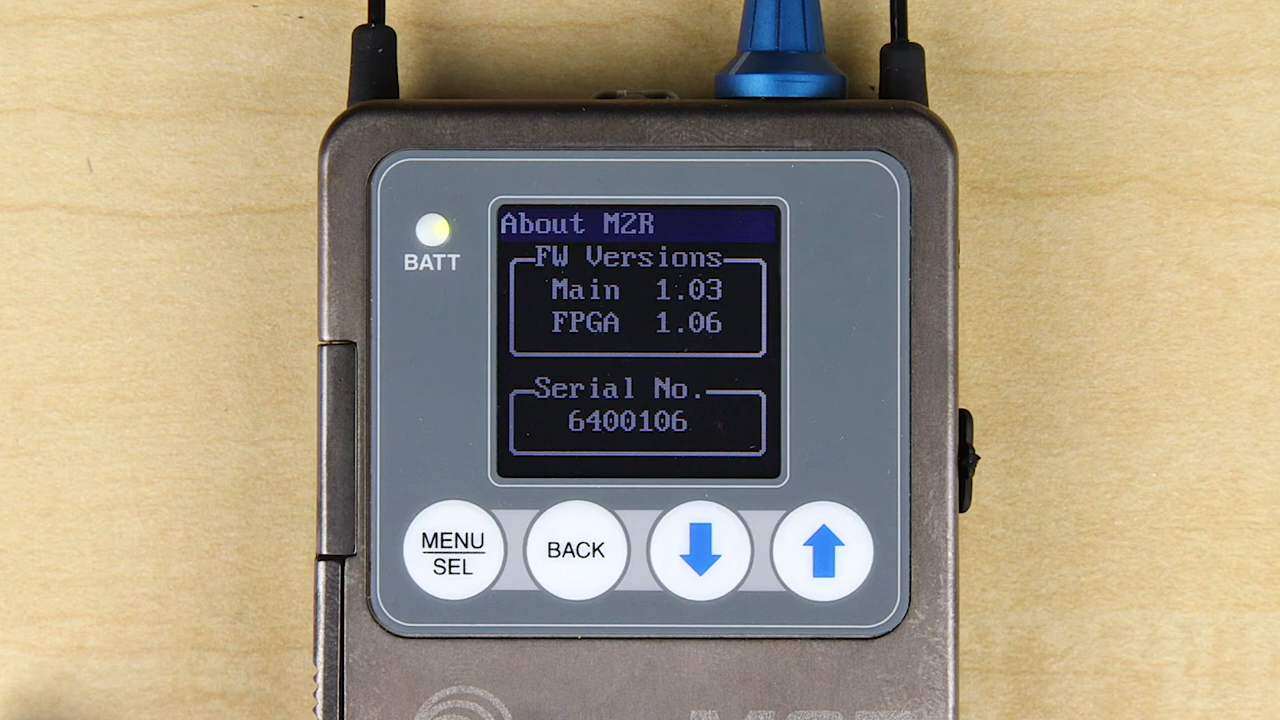 About M2R
FW Versions
Main 1.03
FPGA 1.06
Serial No.
6400106
BATT
MENU
SEL
BACK